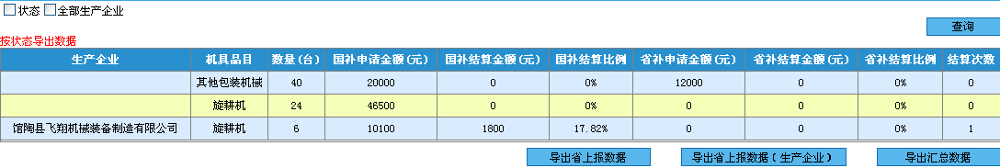 状态 全部生产企业
查询
按状态导出数据
生产企业 机具品目 数量(台) 国补申请金额(元) 国补结算金额(元) 国补结算比例 省补申请金额(元) 省补结算金额(元) 省补结算比例 结算次数
其他包装机械 40 20000 0 0% 12000 0 0% 0
旋耕机 24 46500 0 0% 0 0 0% 0
馆陶县飞翔机械装备制造有限公司 旋耕机 6 10100 1800 17.82% 0 0 0% 1
导出省上报数据 导出省上报数据(生产企业) 导出汇总数据